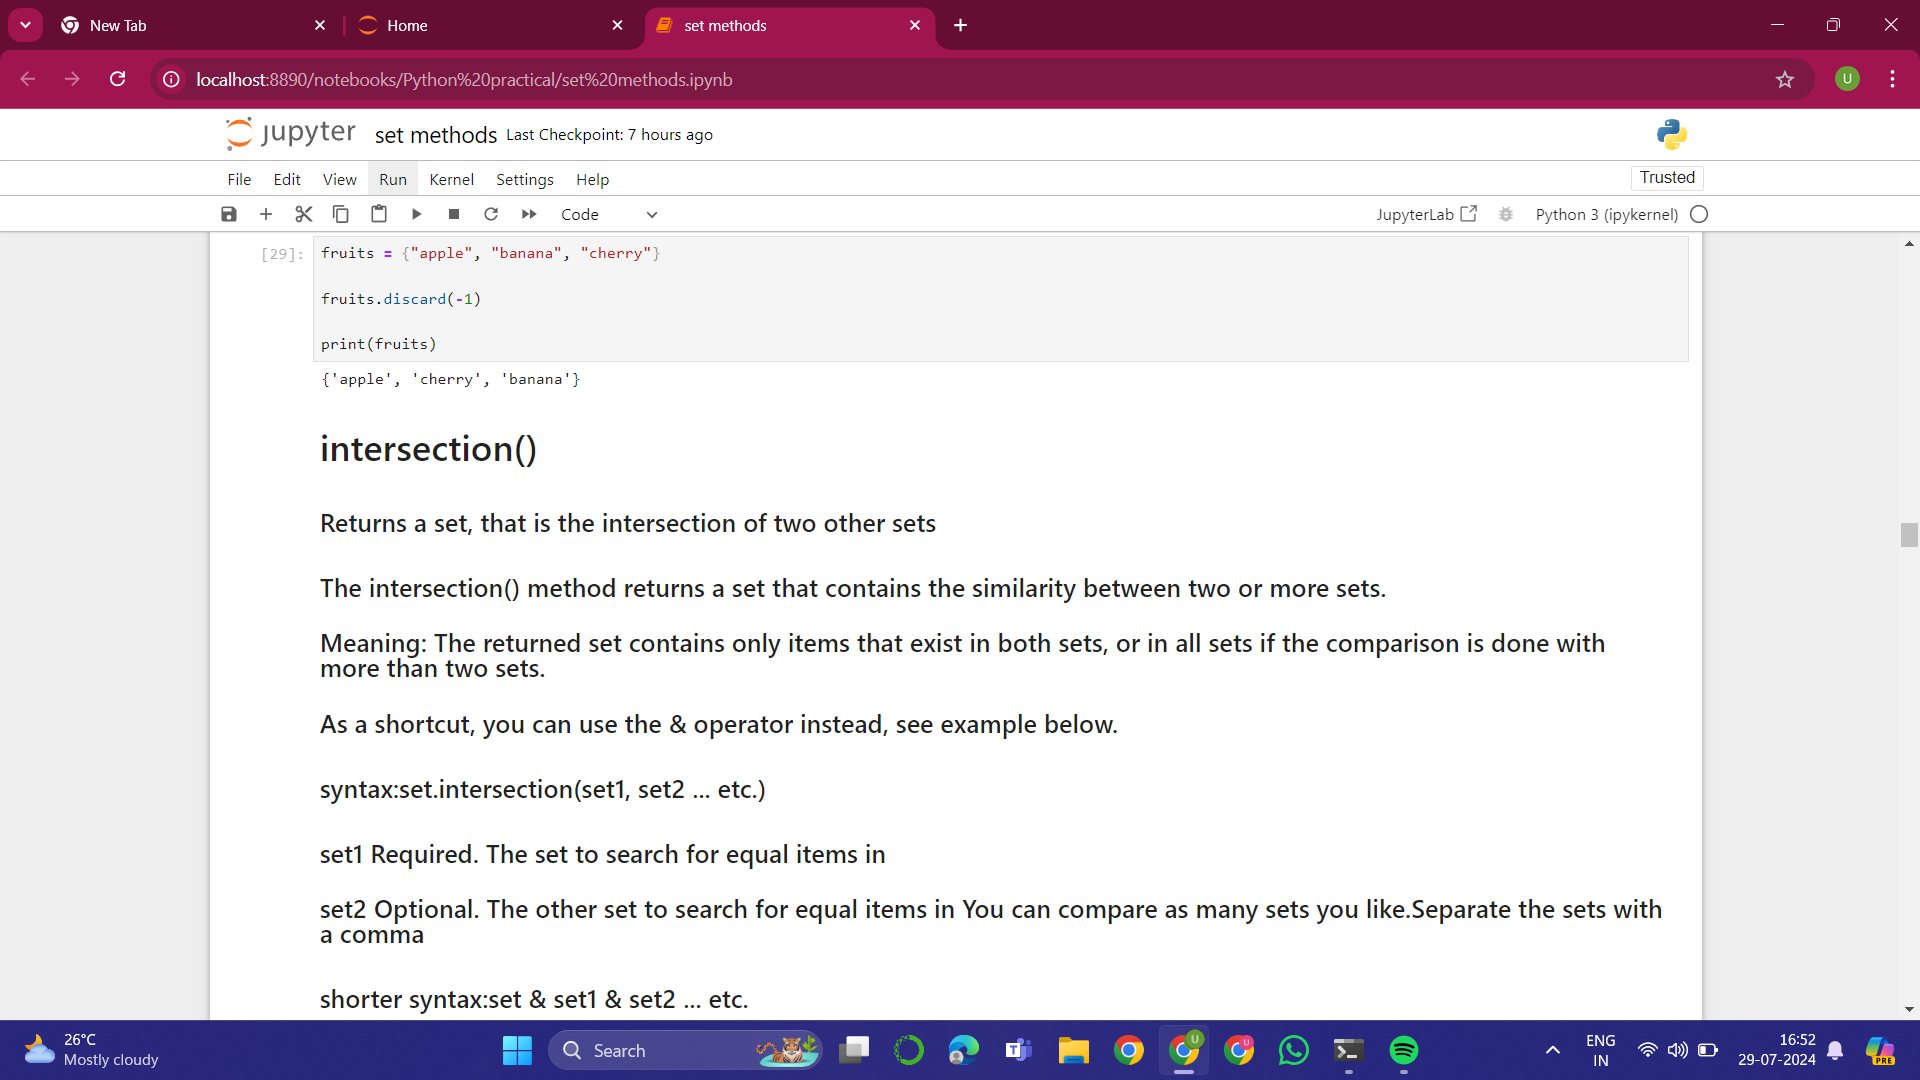 New Tab
Home
set methods
localhost:8890/notebooks/Python%20practical/set%20methods.ipynb
U
jupyter set methods Last Checkpoint: 7 hours ago
File Edit View Run Kernel Settings Help
Trusted
Code
JupyterLab
Python 3 (ipykernel)
[29]: fruits = {"apple", "banana", "cherry"}
fruits.discard(-1)
print(fruits)
{'apple', 'cherry', 'banana'}
intersection()
Returns a set, that is the intersection of two other sets
The intersection() method returns a set that contains the similarity between two or more sets.
Meaning: The returned set contains only items that exist in both sets, or in all sets if the comparison is done with
more than two sets.
As a shortcut, you can use the & operator instead, see example below.
syntax:set.intersection(set1, set2 ... etc.)
set1 Required. The set to search for equal items in
set2 Optional. The other set to search for equal items in You can compare as many sets you like.Separate the sets with
a comma
shorter syntax:set & set1 & set2 ... etc.
26°C
Mostly cloudy
Search
U
U
ENG
IN
16:52
29-07-2024
PRE